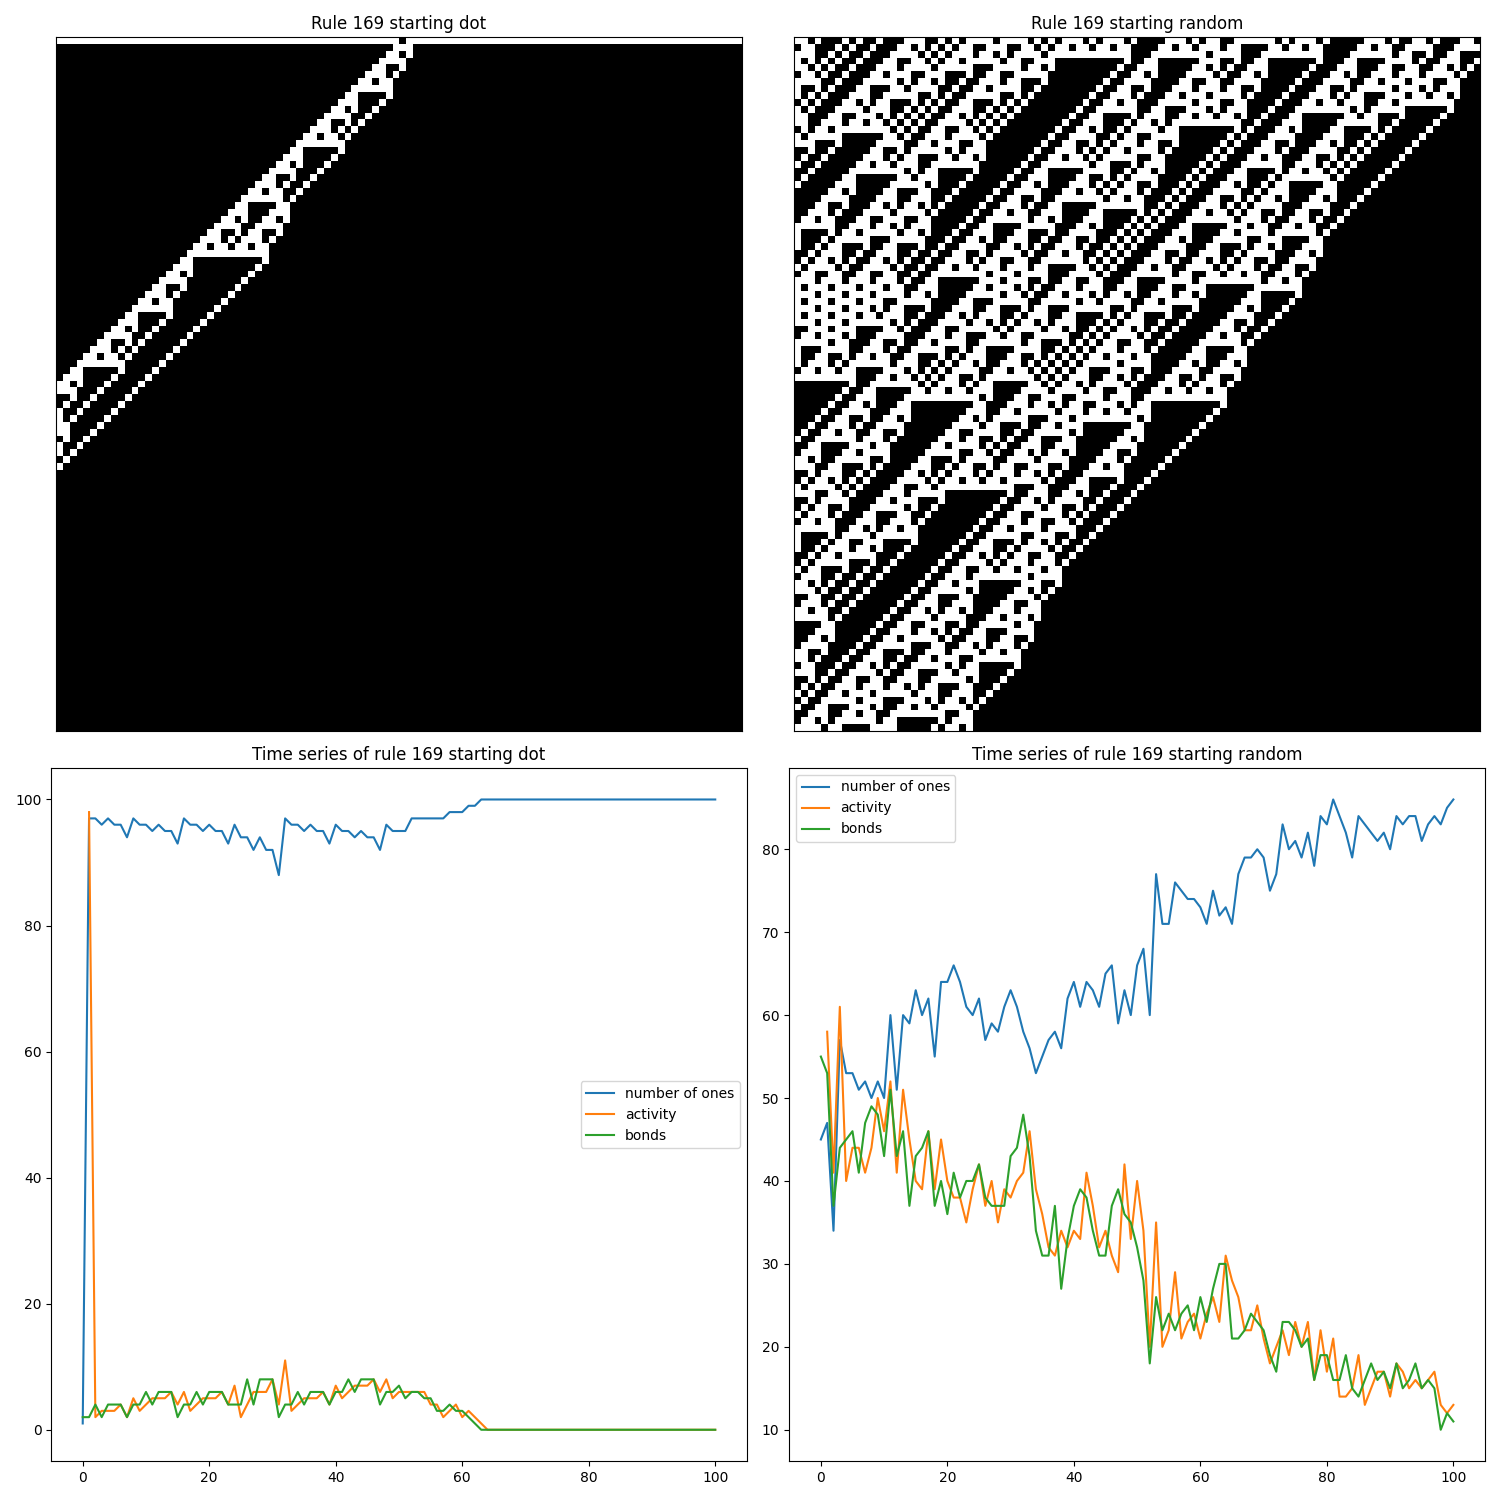 Rule 169 starting dot
Rule 169 starting random
Time series of rule 169 starting dot
100
80
60
40
20
0
number of ones
activity
bonds
0
20
40
60
80
100
Time series of rule 169 starting random
number of ones
activity
bonds
80
70
60
50
40
30
20
10
0
20
40
60
80
100